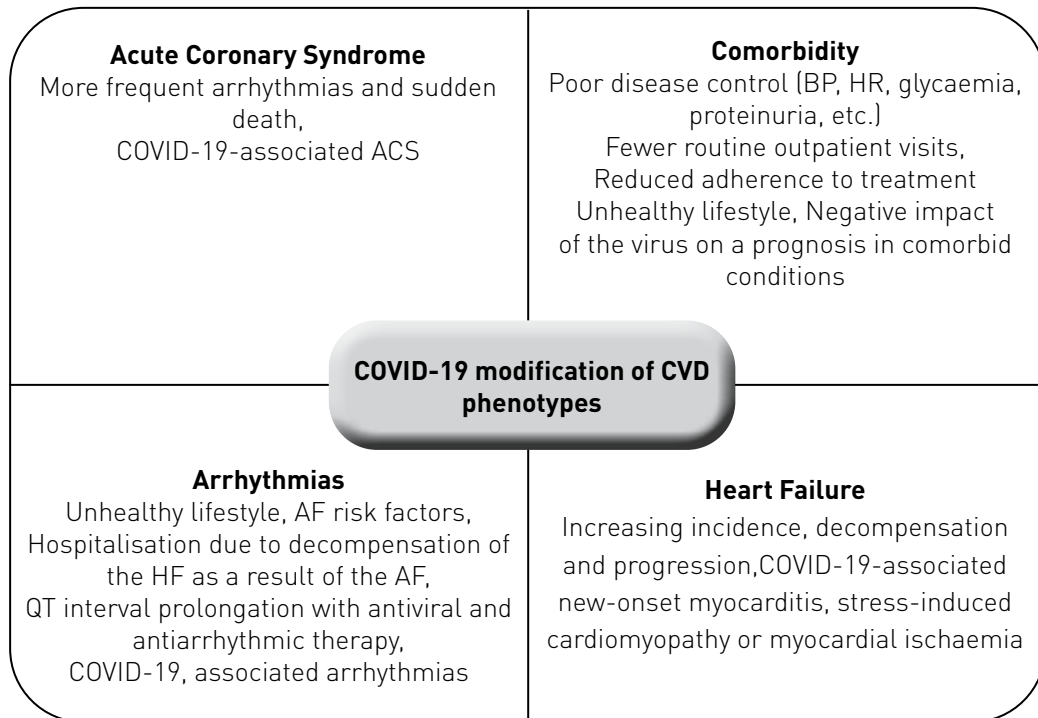 Acute Coronary Syndrome
More frequent arrhythmias and sudden
death,
COVID-19-associated ACS
Comorbidity
Poor disease control (BP, HR, glycaemia,
proteinuria, etc.)
Fewer routine outpatient visits,
Reduced adherence to treatment
Unhealthy lifestyle, Negative impact
of the virus on a prognosis in comorbid
conditions
COVID-19 modification of CVD
phenotypes
Arrhythmias
Unhealthy lifestyle, AF risk factors,
Hospitalisation due to decompensation of
the HF as a result of the AF,
QT interval prolongation with antiviral and
antiarrhythmic therapy,
COVID-19, associated arrhythmias
Heart Failure
Increasing incidence, decompensation
and progression,COVID-19-associated
new-onset myocarditis, stress-induced
cardiomyopathy or myocardial ischaemia